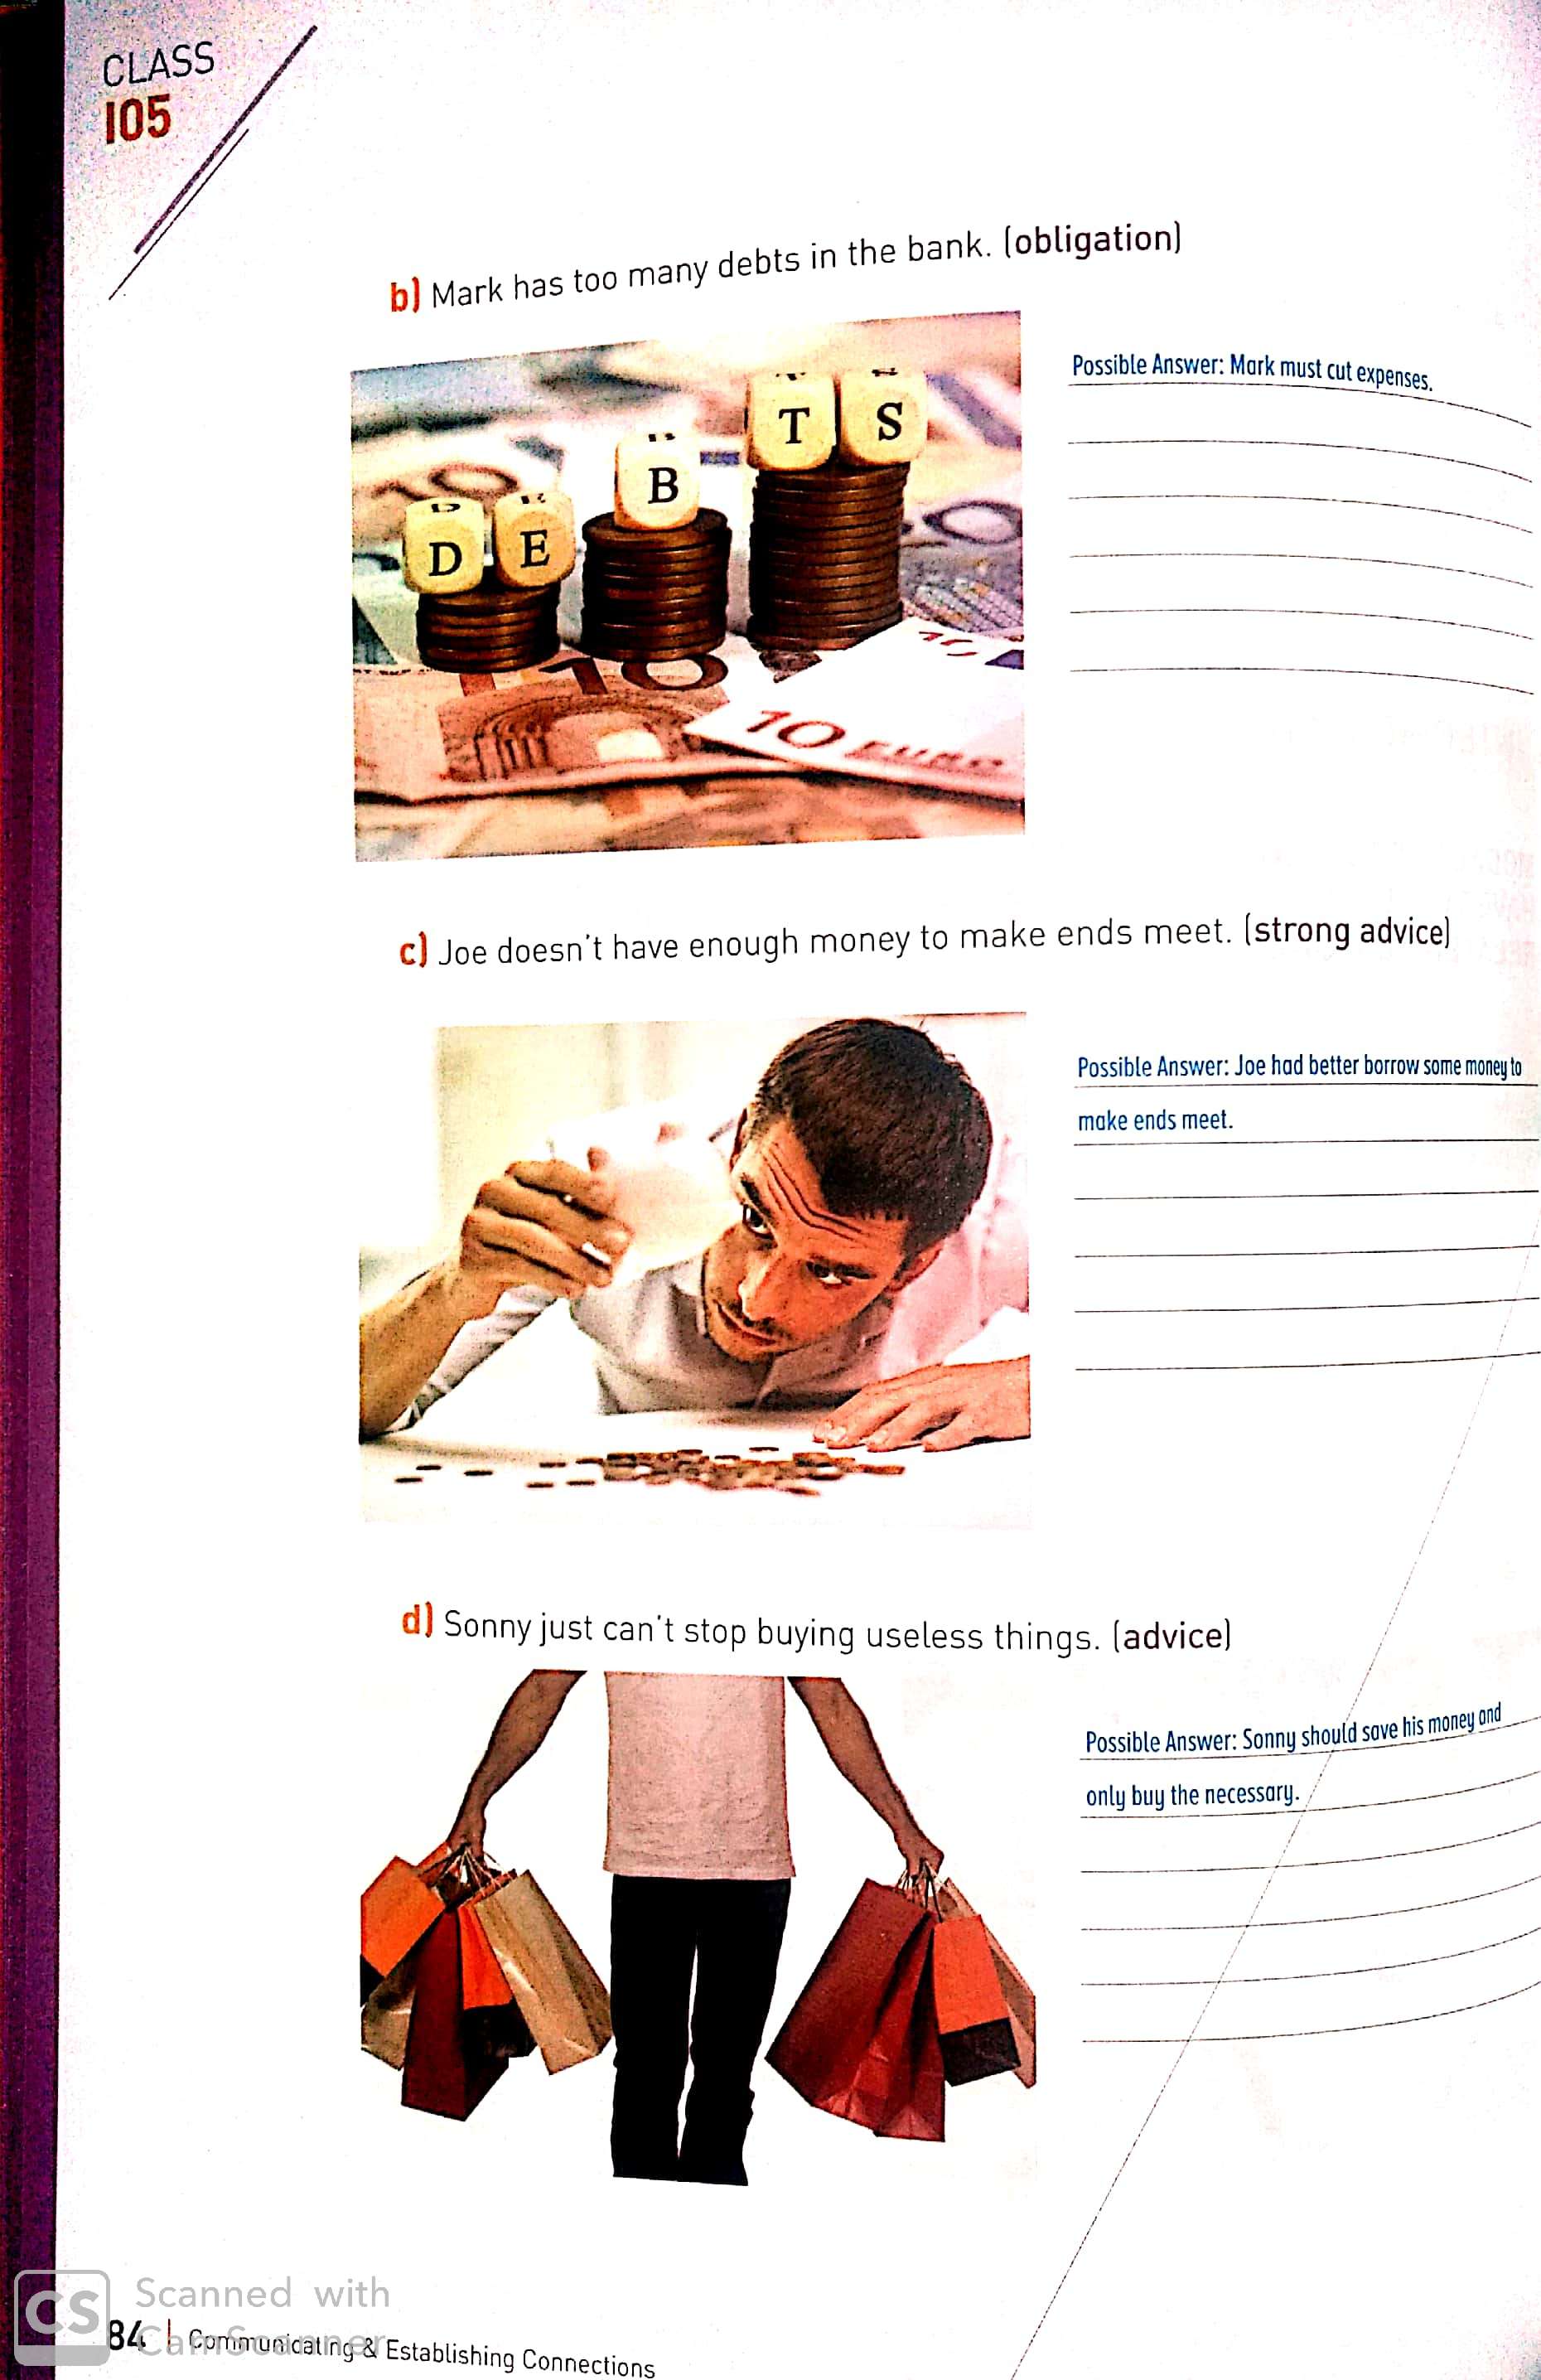 CLASS
105
b) Mark has too many debts in the bank. (obligation)
D E B T S
10
10 EURO
Possible Answer: Mark must cut expenses.
c) Joe doesn't have enough money to make ends meet. (strong advice)
Possible Answer: Joe had better borrow some money to
make ends meet.
d) Sonny just can't stop buying useless things. (advice)
Possible Answer: Sonny should save his money and
only buy the necessary.
CS Scanned with
CamScanner
84 | Communicating & Establishing Connections